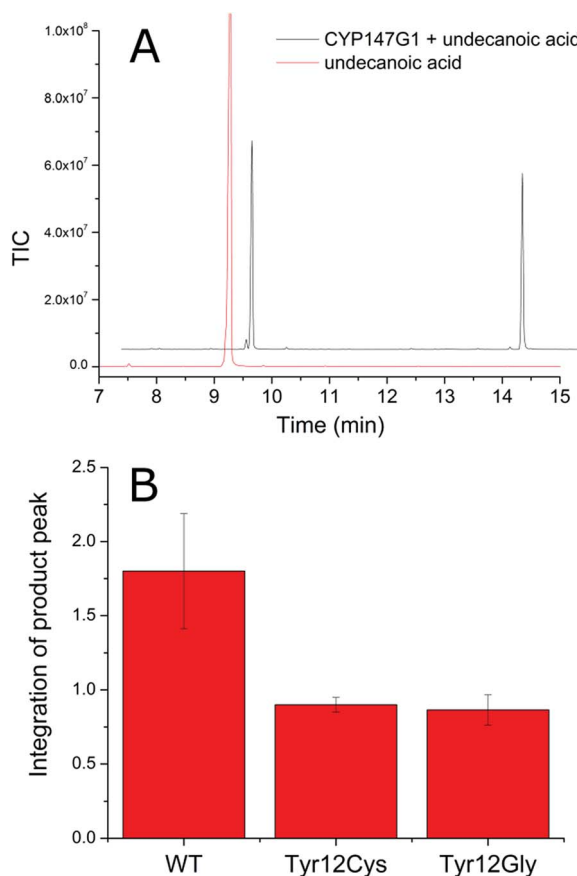 A
CYP147G1 + undecanoic acid
undecanoic acid
1.0x10⁸
8.0x10⁷
6.0x10⁷
4.0x10⁷
2.0x10⁷
0.0
TIC
7 8 9 10 11 12 13 14 15
Time (min)
B
2.5
2.0
1.5
1.0
0.5
0.0
Integration of product peak
WT Tyr12Cys Tyr12Gly